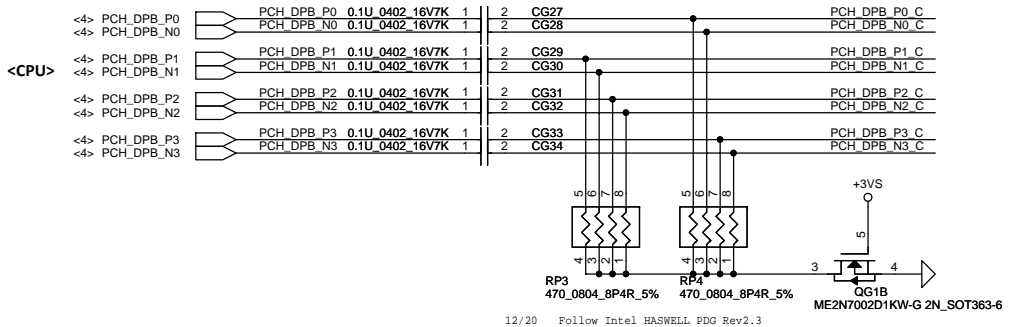 <4> PCH_DPB_P0 PCH_DPB_P0 0.1U_0402_16V7K 1 2 CG27 PCH_DPB_P0_C
<4> PCH_DPB_N0 PCH_DPB_N0 0.1U_0402_16V7K 1 2 CG28 PCH_DPB_N0_C
<4> PCH_DPB_P1 PCH_DPB_P1 0.1U_0402_16V7K 1 2 CG29 PCH_DPB_P1_C
<CPU>
<4> PCH_DPB_N1 PCH_DPB_N1 0.1U_0402_16V7K 1 2 CG30 PCH_DPB_N1_C
<4> PCH_DPB_P2 PCH_DPB_P2 0.1U_0402_16V7K 1 2 CG31 PCH_DPB_P2_C
<4> PCH_DPB_N2 PCH_DPB_N2 0.1U_0402_16V7K 1 2 CG32 PCH_DPB_N2_C
<4> PCH_DPB_P3 PCH_DPB_P3 0.1U_0402_16V7K 1 2 CG33 PCH_DPB_P3_C
<4> PCH_DPB_N3 PCH_DPB_N3 0.1U_0402_16V7K 1 2 CG34 PCH_DPB_N3_C
+3VS
5 6 7 8 5 6 7 8
5
4 3 2 1 4 3 2 1
3 4
RP3 RP4 QG1B
470_0804_8P4R_5% 470_0804_8P4R_5% ME2N7002D1KW-G 2N_SOT363-6
12/20 Follow Intel HASWELL PDG Rev2.3